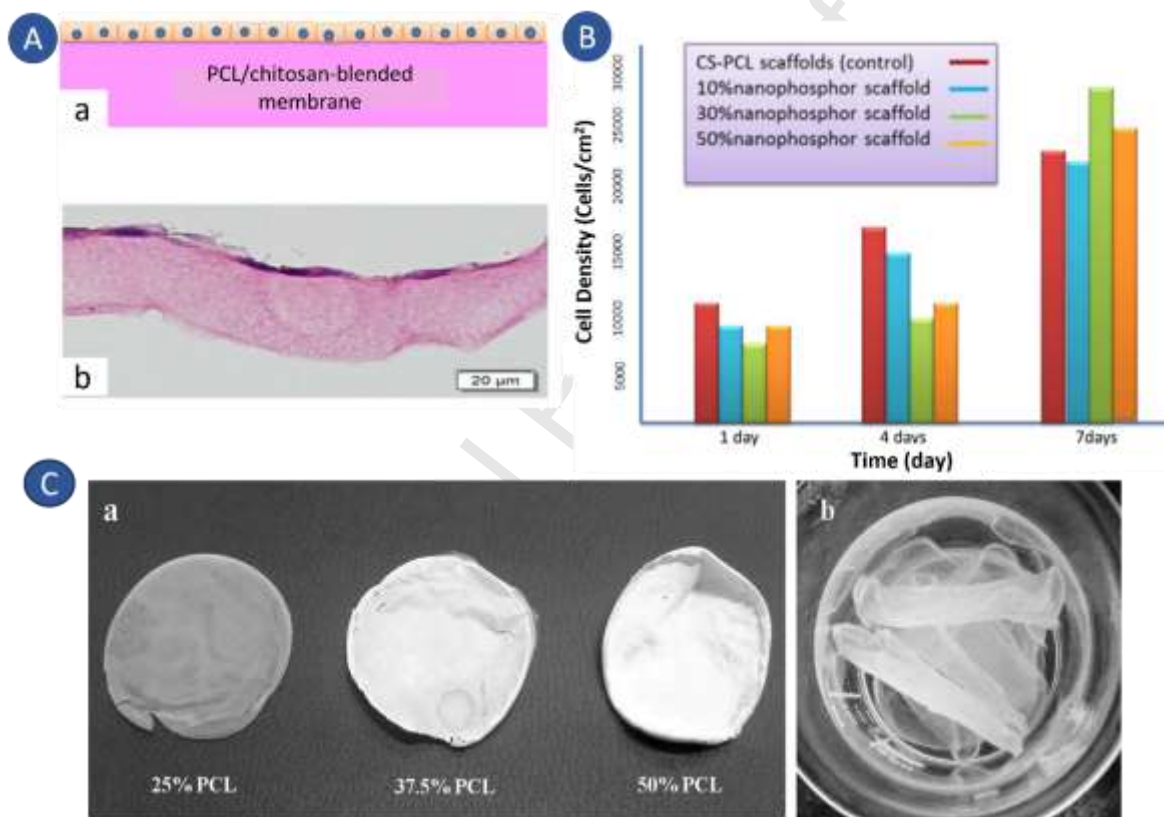 A
PCL/chitosan-blended
membrane
a
b
20 µm
B
CS-PCL scaffolds (control)
10%nanophosphor scaffold
30%nanophosphor scaffold
50%nanophosphor scaffold
Cell Density (Cells/cm²)
30000
25000
20000
15000
10000
5000
1 day
4 days
7days
Time (day)
C
a
25% PCL
37.5% PCL
50% PCL
b